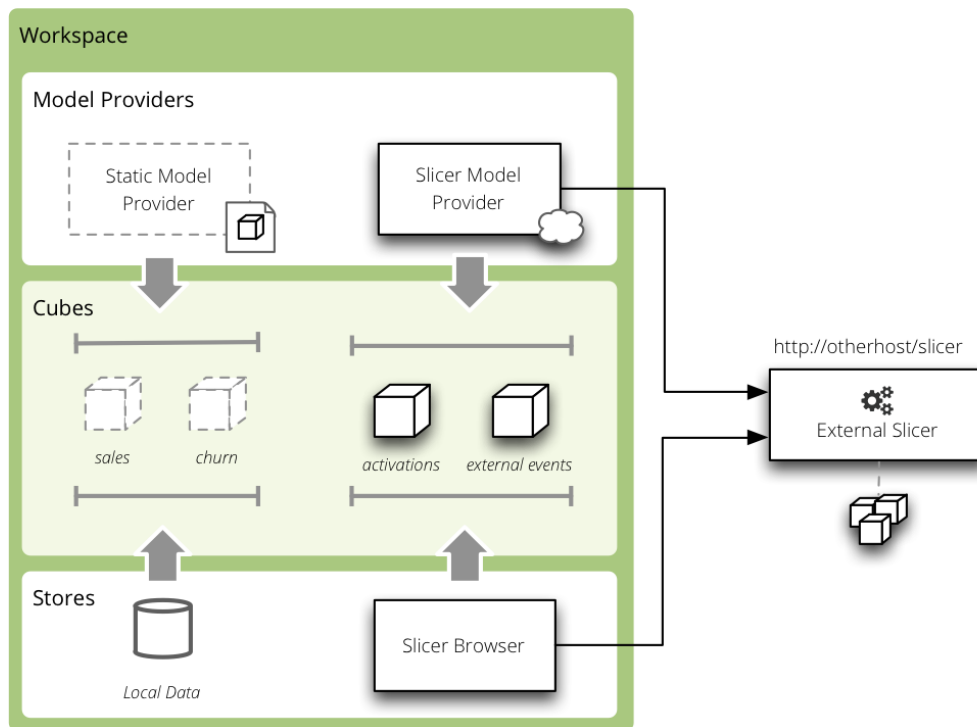 Workspace
Model Providers
Static Model
Provider
Slicer Model
Provider
Cubes
sales
churn
activations
external events
http://otherhost/slicer
External Slicer
Stores
Local Data
Slicer Browser